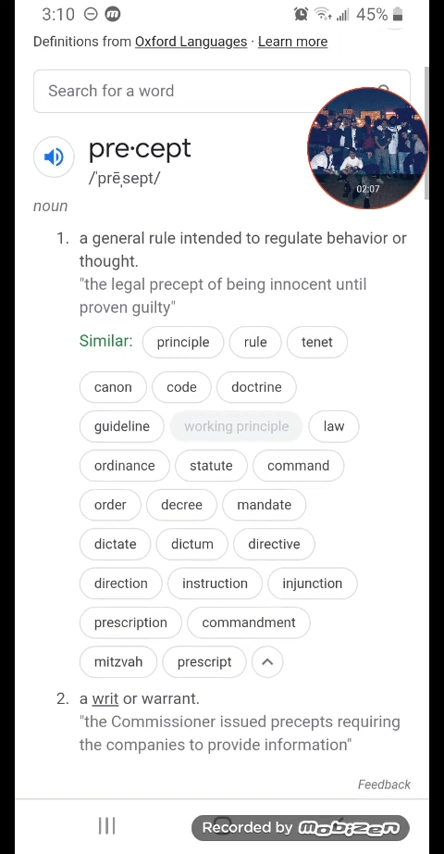 3:10 m 45%
Definitions from Oxford Languages · Learn more
Search for a word
pre·cept
/ˈprēˌsept/
02:07
noun
1. a general rule intended to regulate behavior or
thought.
"the legal precept of being innocent until
proven guilty"
Similar: principle rule tenet
canon code doctrine
guideline working principle law
ordinance statute command
order decree mandate
dictate dictum directive
direction instruction injunction
prescription commandment
mitzvah prescript
2. a writ or warrant.
"the Commissioner issued precepts requiring
the companies to provide information"
Feedback
Recorded by mobizen